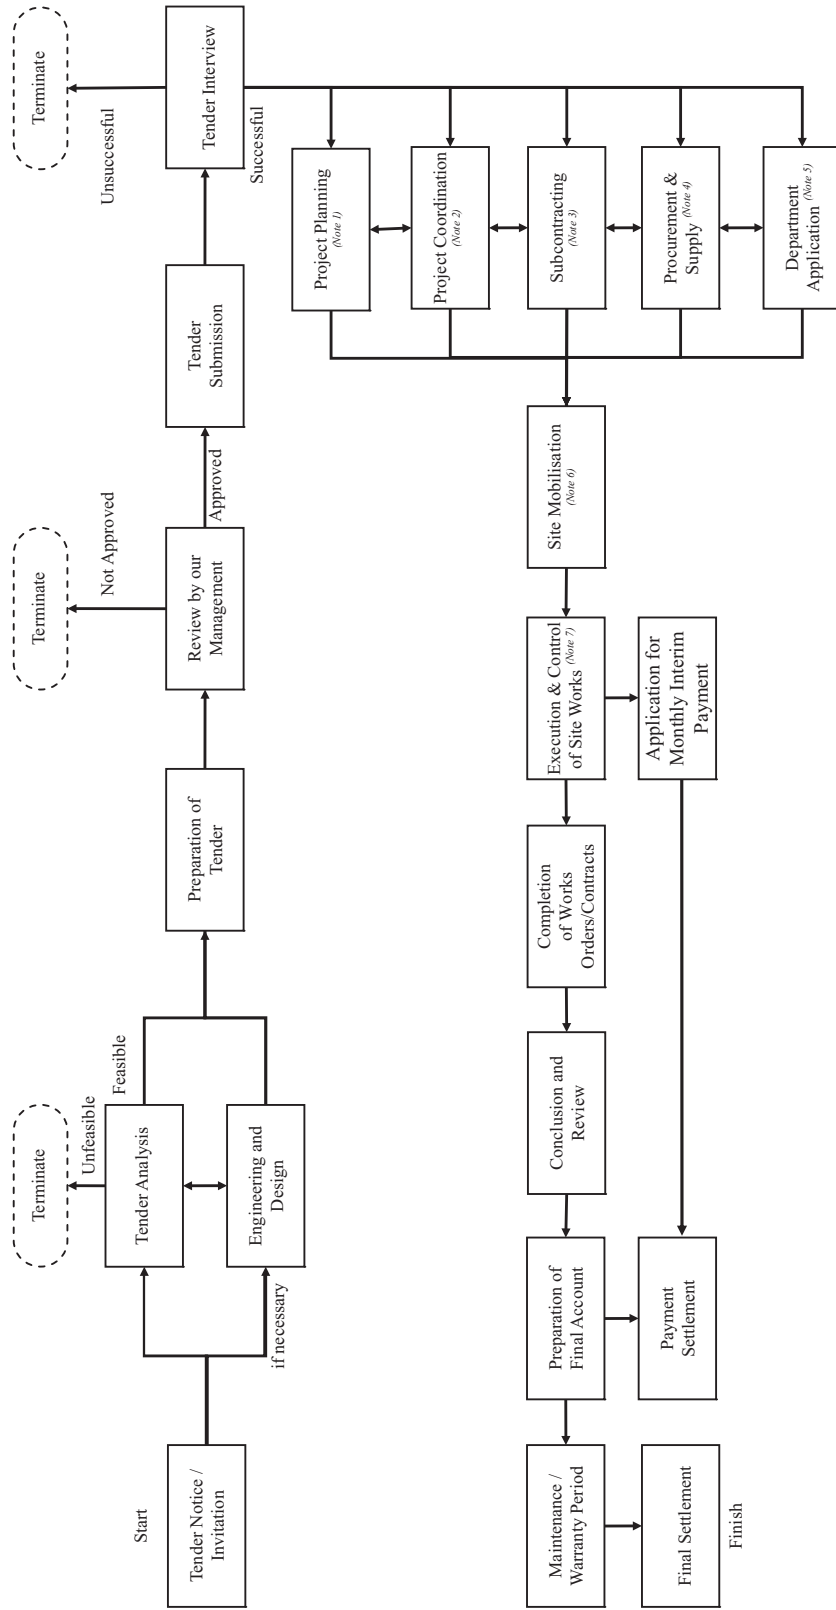 Start
Tender Notice /
Invitation
if necessary
Terminate
Unfeasible
Tender Analysis
Feasible
Engineering and
Design
Preparation of
Tender
Terminate
Not Approved
Review by our
Management
Approved
Tender
Submission
Terminate
Unsuccessful
Tender Interview
Successful
Project Planning
(Note 1)
Project Coordination
(Note 2)
Subcontracting
(Note 3)
Procurement &
Supply (Note 4)
Department
Application (Note 5)
Site Mobilisation
(Note 6)
Execution & Control
of Site Works (Note 7)
Application for
Monthly Interim
Payment
Completion
of Works
Orders/Contracts
Conclusion and
Review
Preparation of
Final Account
Payment
Settlement
Maintenance /
Warranty Period
Final Settlement
Finish